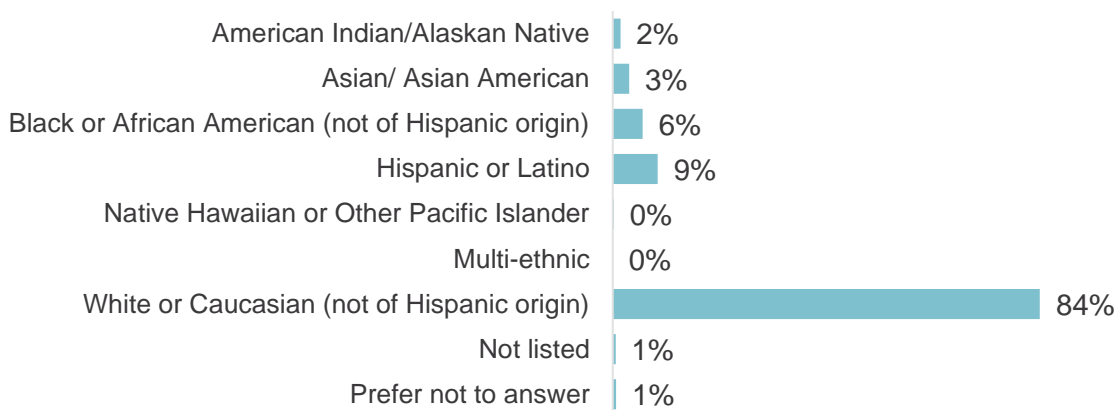 American Indian/Alaskan Native 2%
Asian/ Asian American 3%
Black or African American (not of Hispanic origin) 6%
Hispanic or Latino 9%
Native Hawaiian or Other Pacific Islander 0%
Multi-ethnic 0%
White or Caucasian (not of Hispanic origin) 84%
Not listed 1%
Prefer not to answer 1%